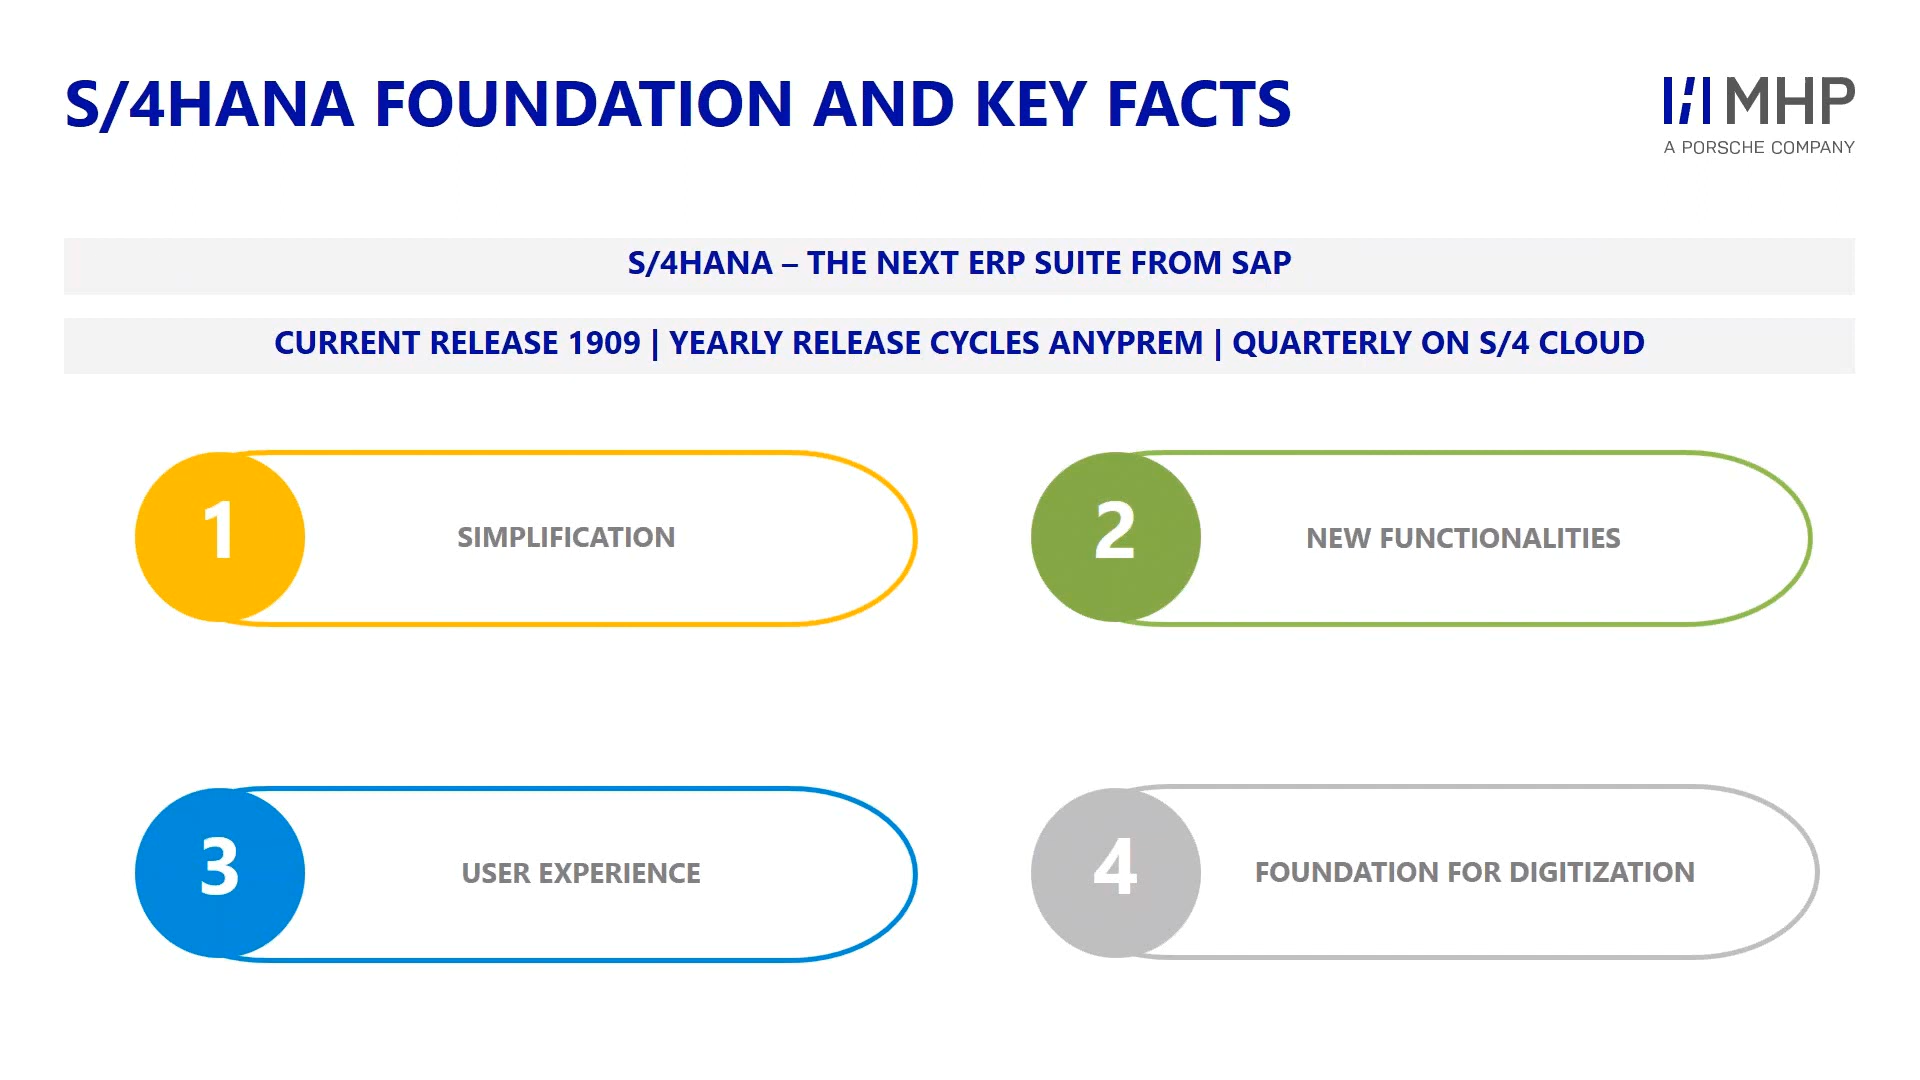 S/4HANA FOUNDATION AND KEY FACTS
MHP
A PORSCHE COMPANY
S/4HANA – THE NEXT ERP SUITE FROM SAP
CURRENT RELEASE 1909 | YEARLY RELEASE CYCLES ANYPREM | QUARTERLY ON S/4 CLOUD
1
SIMPLIFICATION
2
NEW FUNCTIONALITIES
3
USER EXPERIENCE
4
FOUNDATION FOR DIGITIZATION